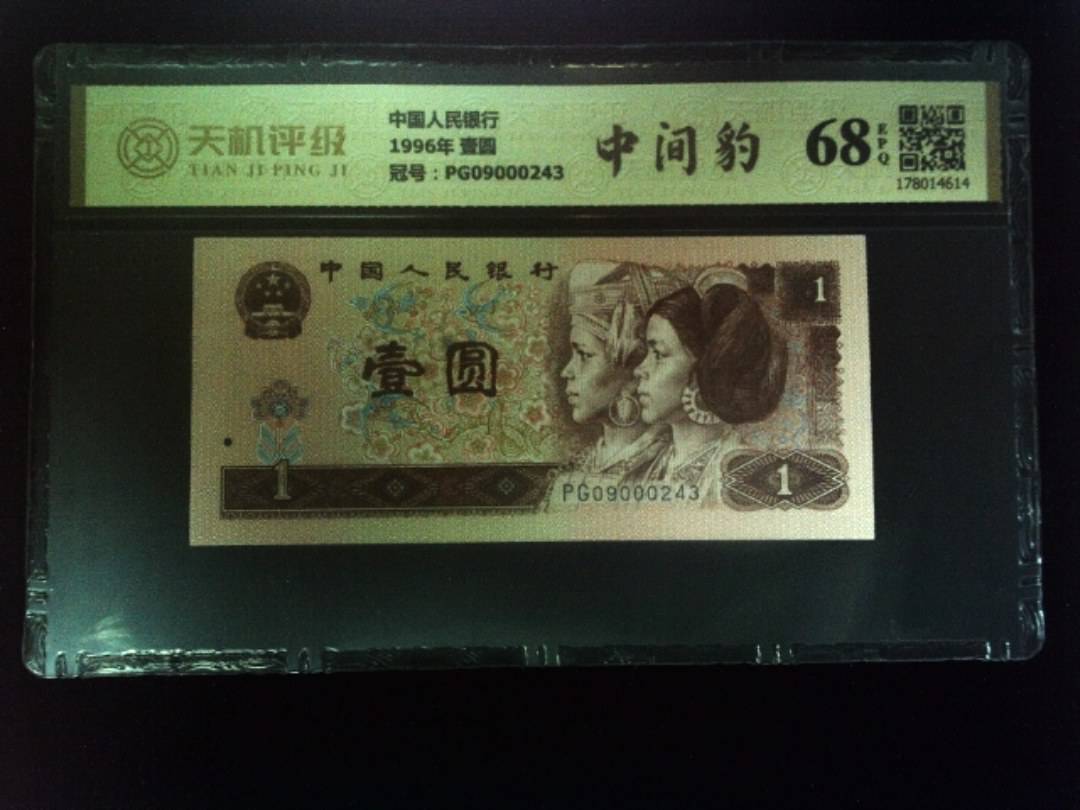 天机评级
TIAN JI PING JI
中国人民银行
1996年 壹圆
冠号：PG09000243
中间豹
68
EPQ
178014614
中国人民银行
1
壹圆
1
PG09000243
1